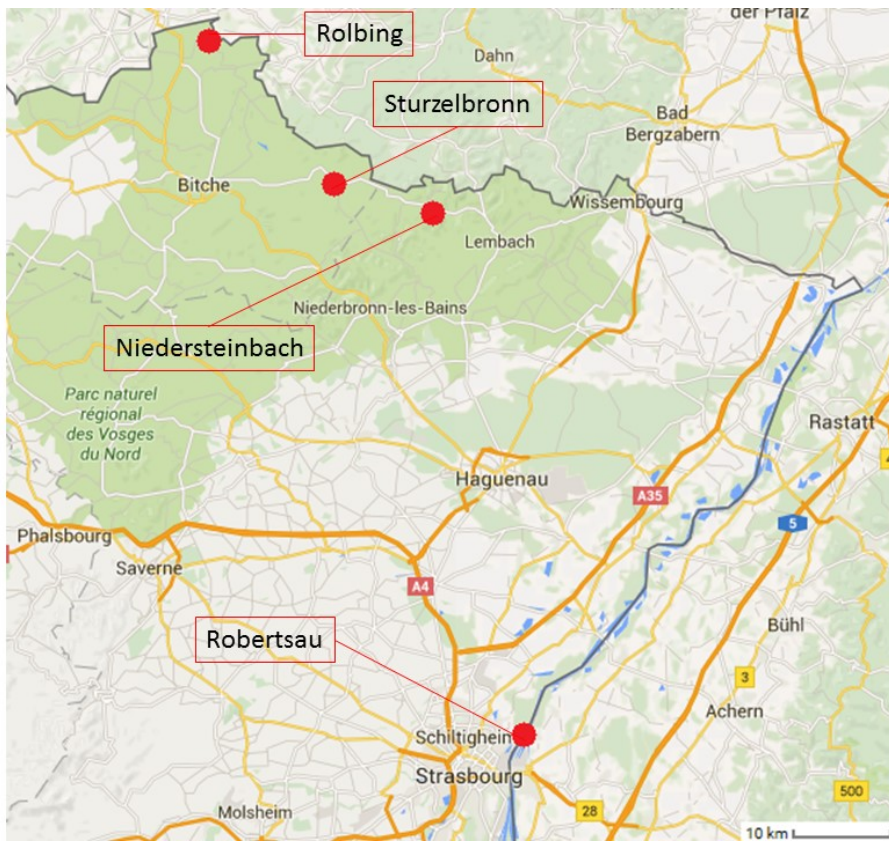 der Pfalz
Rolbing
Dahn
Sturzelbronn
Bad
Bergzabern
Bitche
Wissembourg
Lembach
Niederbronn-les-Bains
Niedersteinbach
Parc naturel
régional
des Vosges
du Nord
Rastatt
Haguenau
A35
4
5
Phalsbourg
Saverne
A4
Bühl
Robertsau
3
Achern
Schiltigheim
Strasbourg
500
Molsheim
28
10 km